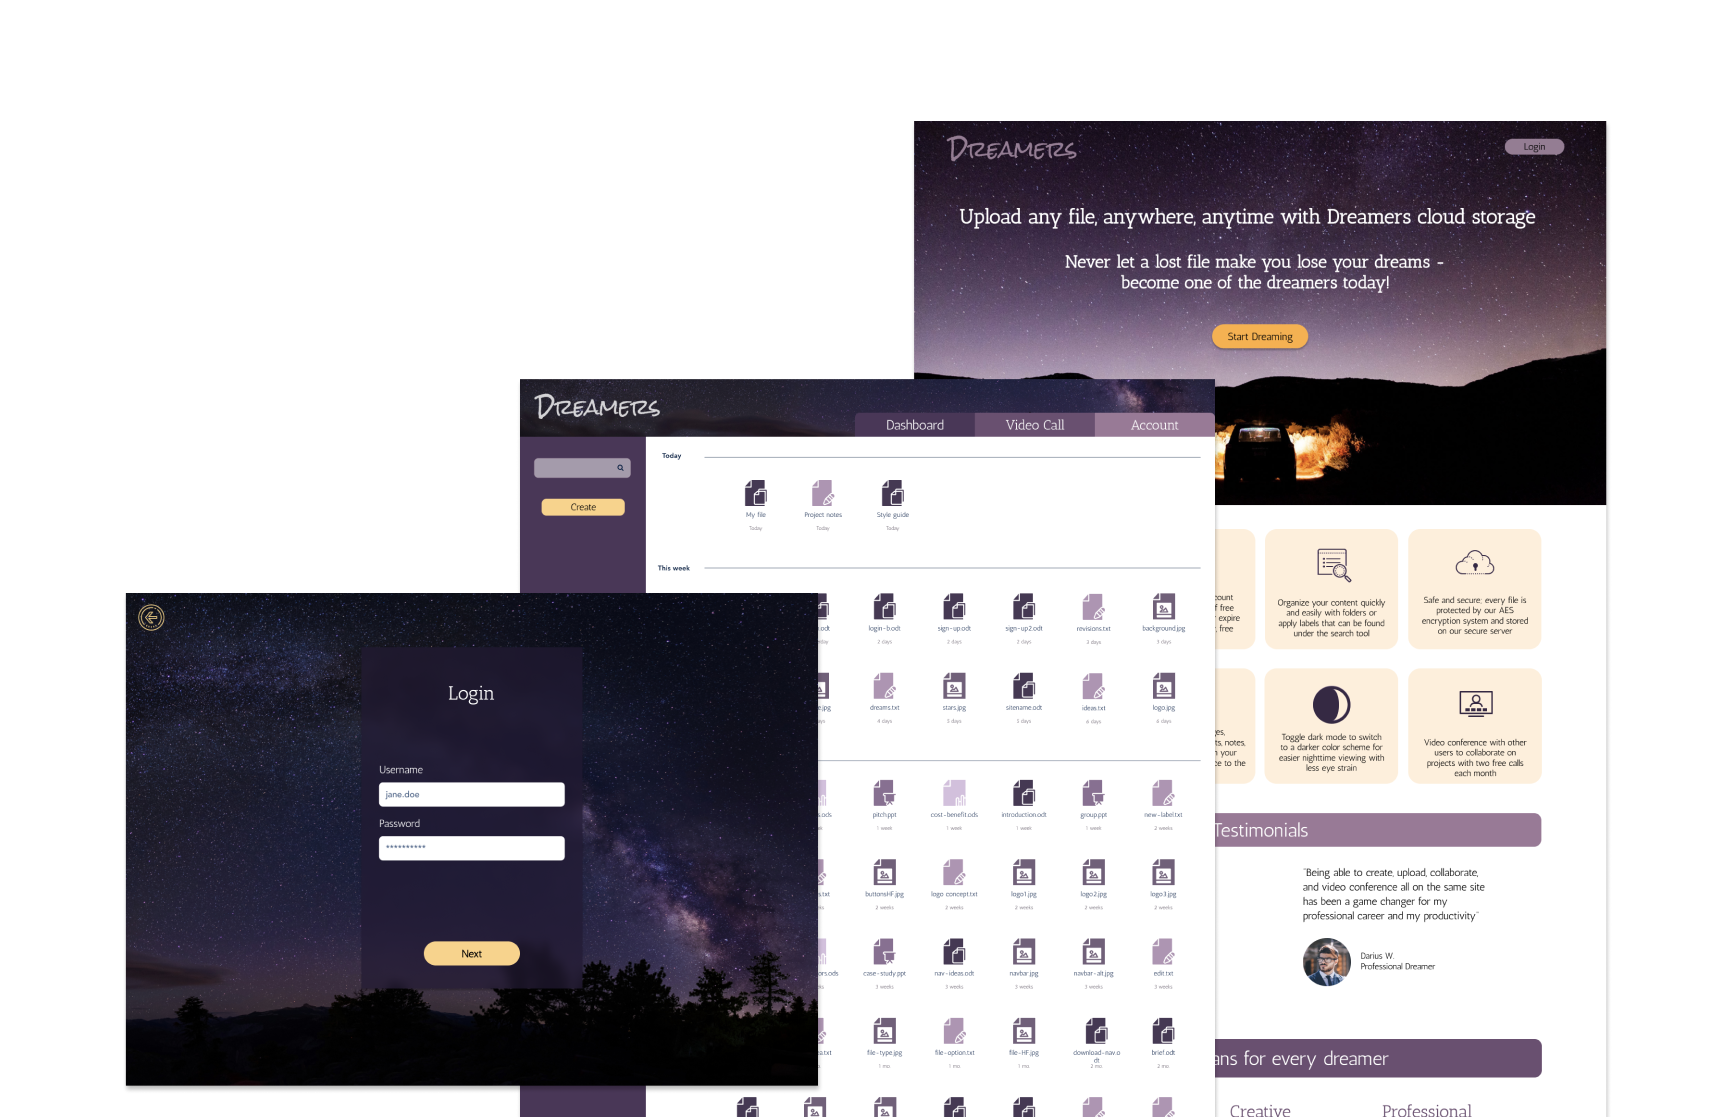 DREAMERS
Login
Upload any file, anywhere, anytime with Dreamers cloud storage
Never let a lost file make you lose your dreams -
become one of the dreamers today!
Start Dreaming
Organize your content quickly
and easily with folders or
apply labels that can be found
under the search tool
Safe and secure; every file is
protected by our AES
encryption system and stored
on our secure server
count
f free
expire
free
Toggle dark mode to switch
to a darker color scheme for
easier nighttime viewing with
less eye strain
Video conference with other
users to collaborate on
projects with two free calls
each month
notes,
your
e to the
Testimonials
"Being able to create, upload, collaborate,
and video conference all on the same site
has been a game changer for my
professional career and my productivity"
Darius W.
Professional Dreamer
ans for every dreamer
Creative
Professional
DREAMERS
Dashboard
Video Call
Account
Create
Today
My file
Project notes
Style guide
Today
Today
Today
This week
.odt
login-b.odt
sign-up.odt
sign-up2.odt
revisions.txt
background.jpg
2 days
2 days
2 days
2 days
3 days
e.jpg
dreams.txt
stars.jpg
sitename.odt
ideas.txt
logo.jpg
4 days
5 days
5 days
6 days
6 days
s.ods
pitch.ppt
cost-benefit.ods
introduction.odt
group.ppt
new-label.txt
1 week
1 week
1 week
1 week
2 weeks
s.txt
buttonsHF.jpg
logo concept.txt
logo1.jpg
logo2.jpg
logo3.jpg
2 weeks
2 weeks
2 weeks
2 weeks
2 weeks
ors.ods
case-study.ppt
nav-ideas.odt
navbar.jpg
navbar-alt.jpg
edit.txt
3 weeks
3 weeks
3 weeks
3 weeks
3 weeks
es.txt
file-type.jpg
file-option.txt
file-HF.jpg
download-nav.o
dt
brief.odt
1 mo.
1 mo.
1 mo.
2 mo.
2 mo.
Login
Username
jane.doe
Password
**********
Next